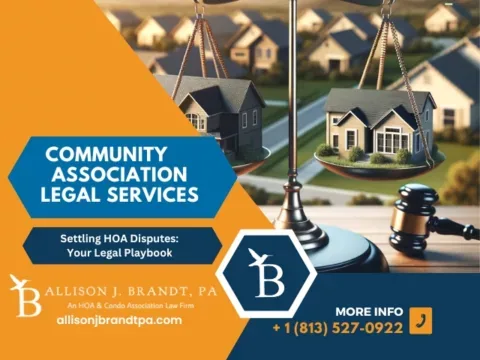 COMMUNITY
ASSOCIATION
LEGAL SERVICES
Settling HOA Disputes:
Your Legal Playbook
B
ALLISON J. BRANDT, PA
An HOA & Condo Association Law Firm
allisonjbrandtpa.com
B
MORE INFO
+ 1 (813) 527-0922